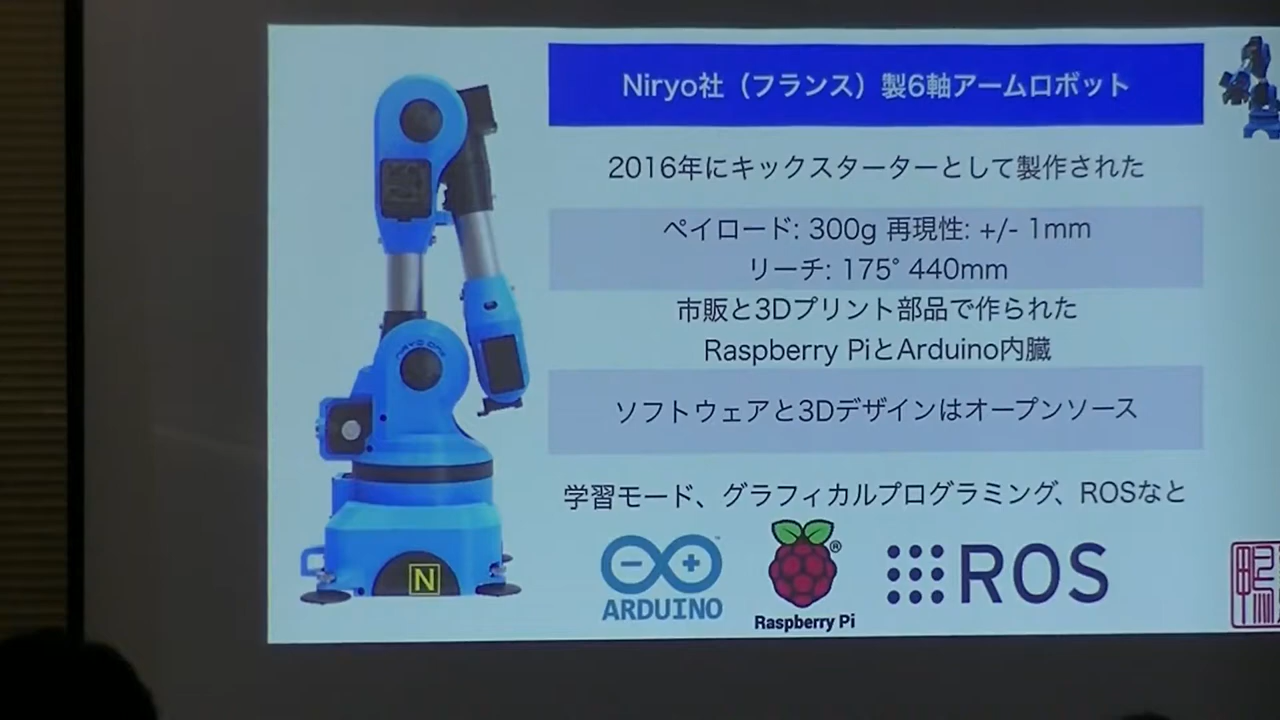 Niryo社（フランス）製6軸アームロボット
2016年にキックスターターとして製作された
ペイロード: 300g 再現性: +/- 1mm
リーチ: 175° 440mm
市販と3Dプリント部品で作られた
Raspberry PiとArduino内臓
ソフトウェアと3Dデザインはオープンソース
学習モード、グラフィカルプログラミング、ROSなと
NIRYO ONE
N
ARDUINO
Raspberry Pi
ROS